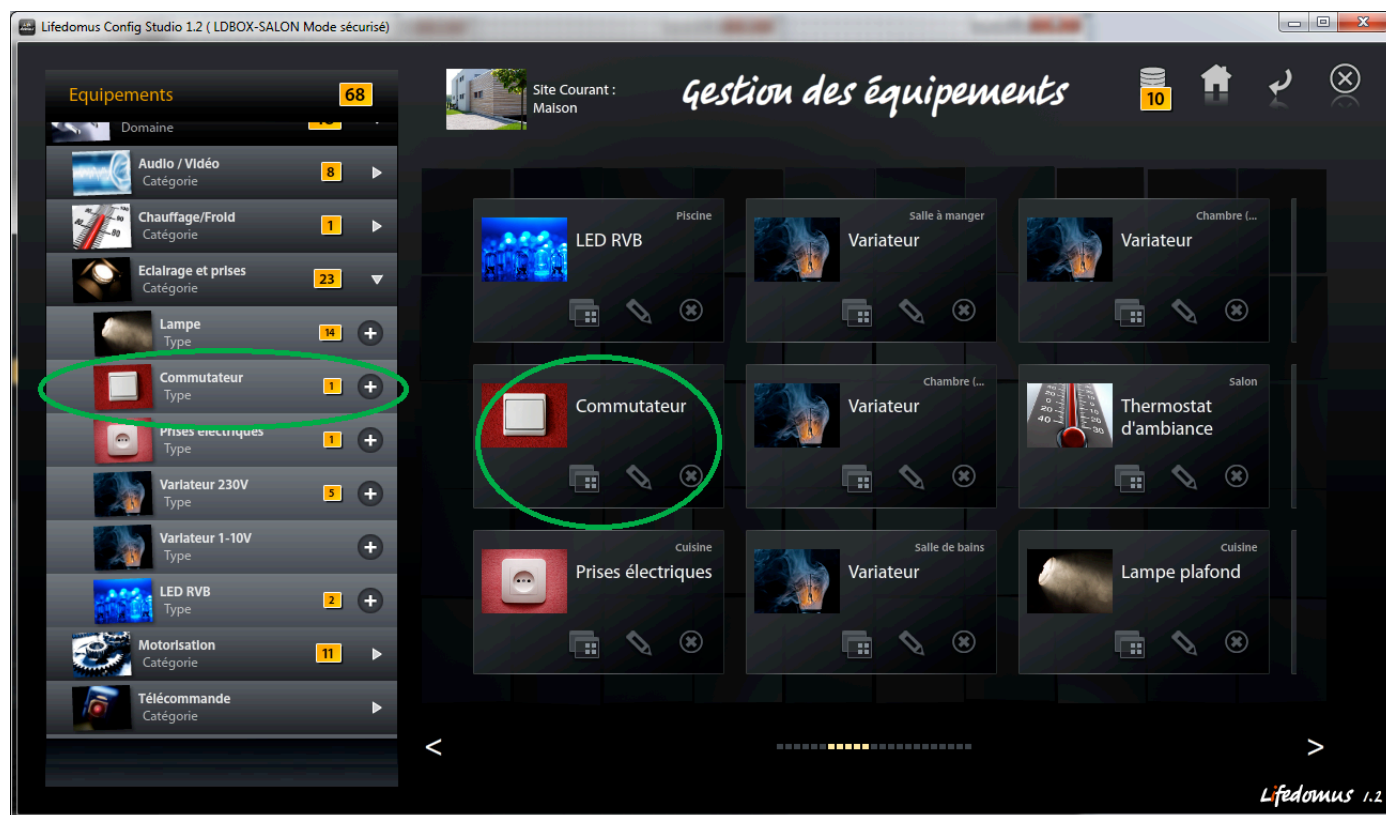 Lifedomus Config Studio 1.2 ( LDBOX-SALON Mode sécurisé)
Equipements 68
Site Courant :
Maison
Gestion des équipements
10
Domaine
Audio / Vidéo
Catégorie
8
Chauffage/Froid
Catégorie
1
Eclairage et prises
Catégorie
23
Lampe
Type
14
Commutateur
Type
1
Prises électriques
Type
1
Variateur 230V
Type
5
Variateur 1-10V
Type
LED RVB
Type
2
Motorisation
Catégorie
11
Télécommande
Catégorie
Piscine
LED RVB
Salle à manger
Variateur
Chambre (...
Variateur
Commutateur
Chambre (...
Variateur
Salon
Thermostat
d'ambiance
Cuisine
Prises électriques
Salle de bains
Variateur
Cuisine
Lampe plafond
< >
Lifedomus 1.2